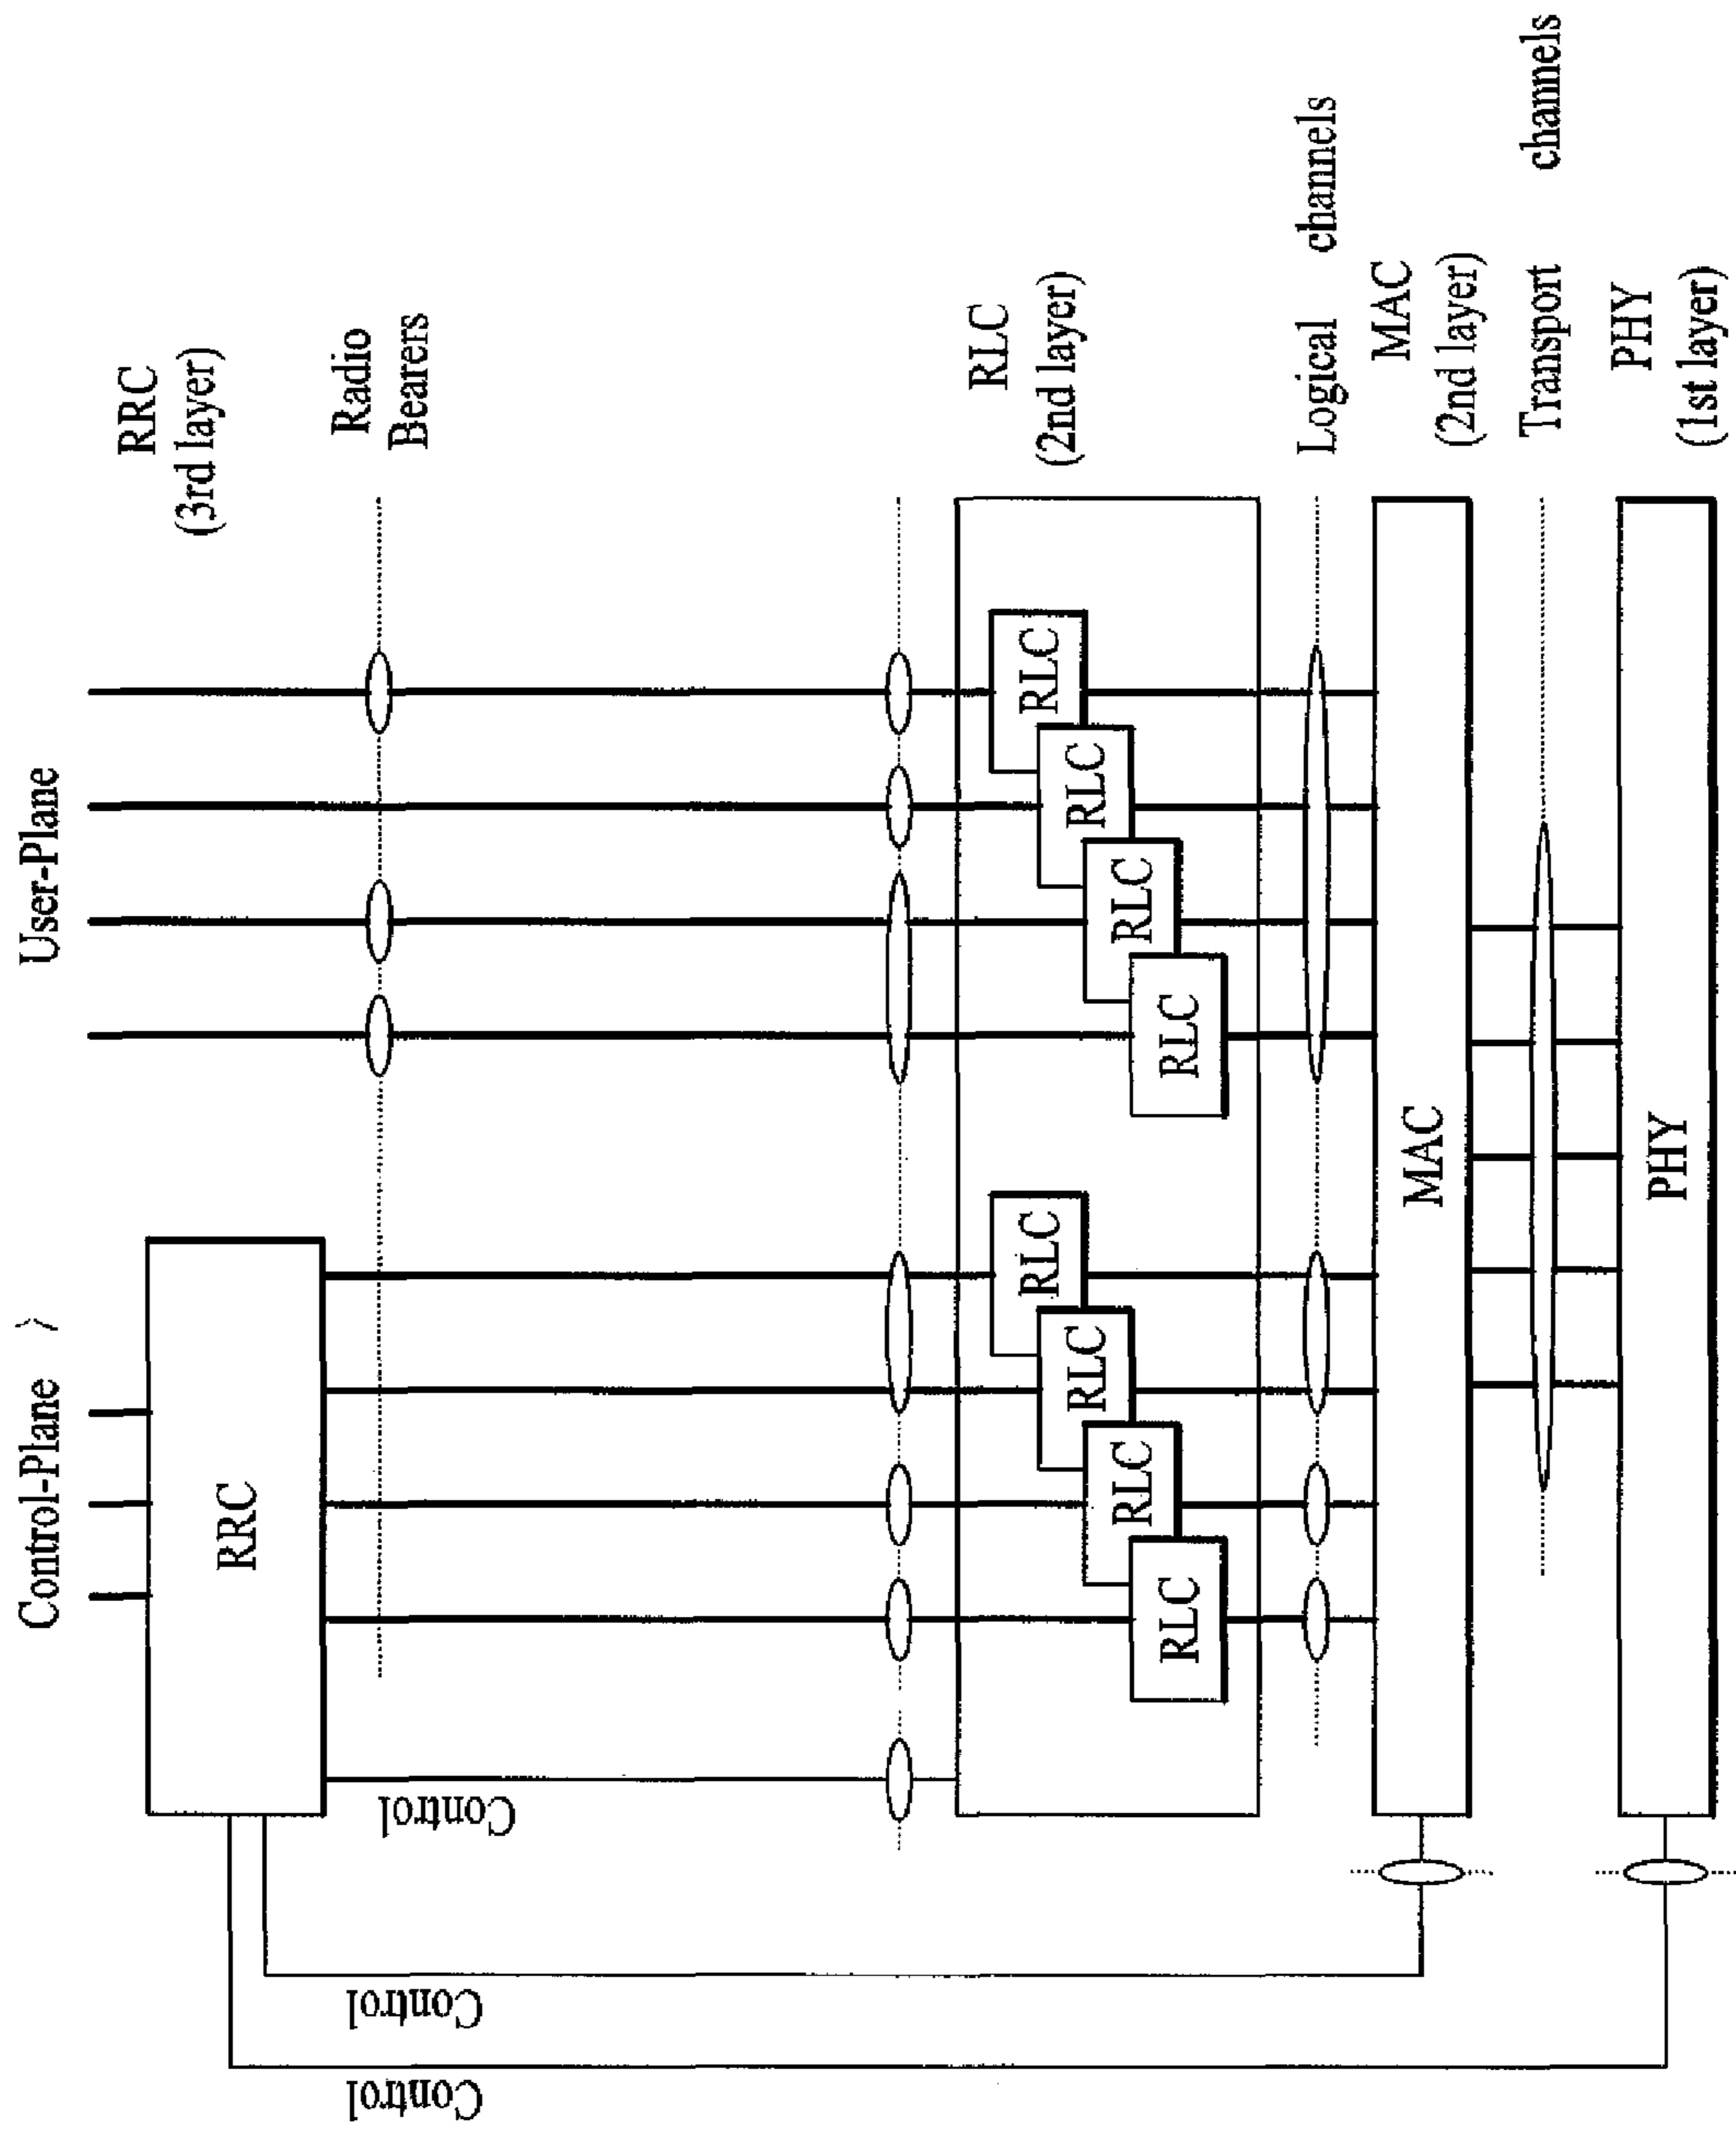 Control-Plane
User-Plane
RRC
(3rd layer)
RRC
Radio
Bearers
Control
Control
Control
RLC
(2nd layer)
RLC
RLC
RLC
RLC
RLC
RLC
RLC
RLC
Logical channels
MAC
(2nd layer)
MAC
Transport channels
PHY
(1st layer)
PHY